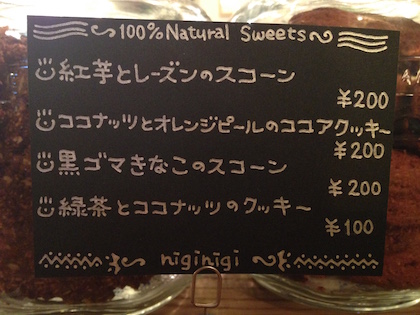 100% Natural Sweets
紅芋とレーズンのスコーン
¥200
ココナッツとオレンジピールのココアクッキー
¥200
黒ゴマきなこのスコーン
¥200
緑茶とココナッツのクッキー
¥100
niginigi